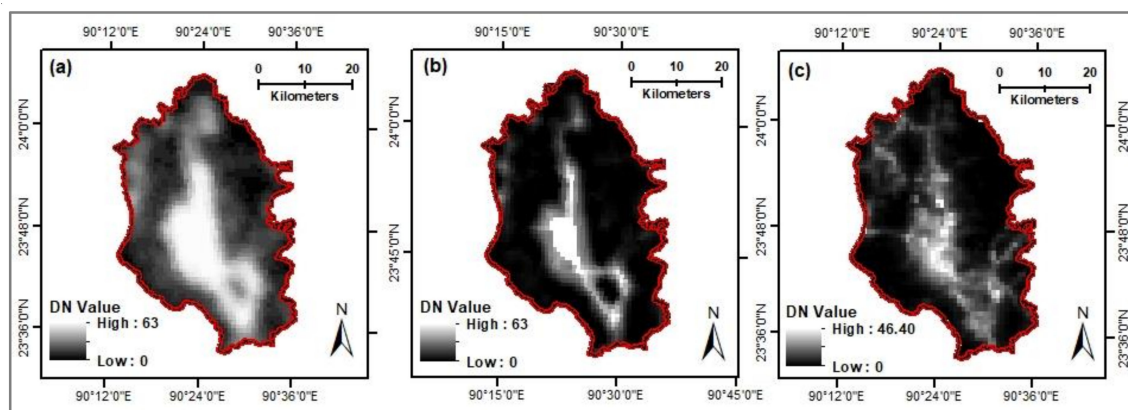 90°12'0"E 90°24'0"E 90°36'0"E
(a)
0 10 20
Kilometers
24°0'0"N
23°48'0"N
23°36'0"N
DN Value
High : 63
Low : 0
N
90°12'0"E 90°24'0"E 90°36'0"E
90°15'0"E 90°30'0"E
(b)
0 10 20
Kilometers
24°0'0"N
23°45'0"N
DN Value
High : 63
Low : 0
N
90°15'0"E 90°30'0"E 90°45'0"E
90°12'0"E 90°24'0"E 90°36'0"E
(c)
0 10 20
Kilometers
24°0'0"N
23°48'0"N
23°36'0"N
DN Value
High : 46.40
Low : 0
N
90°12'0"E 90°24'0"E 90°36'0"E